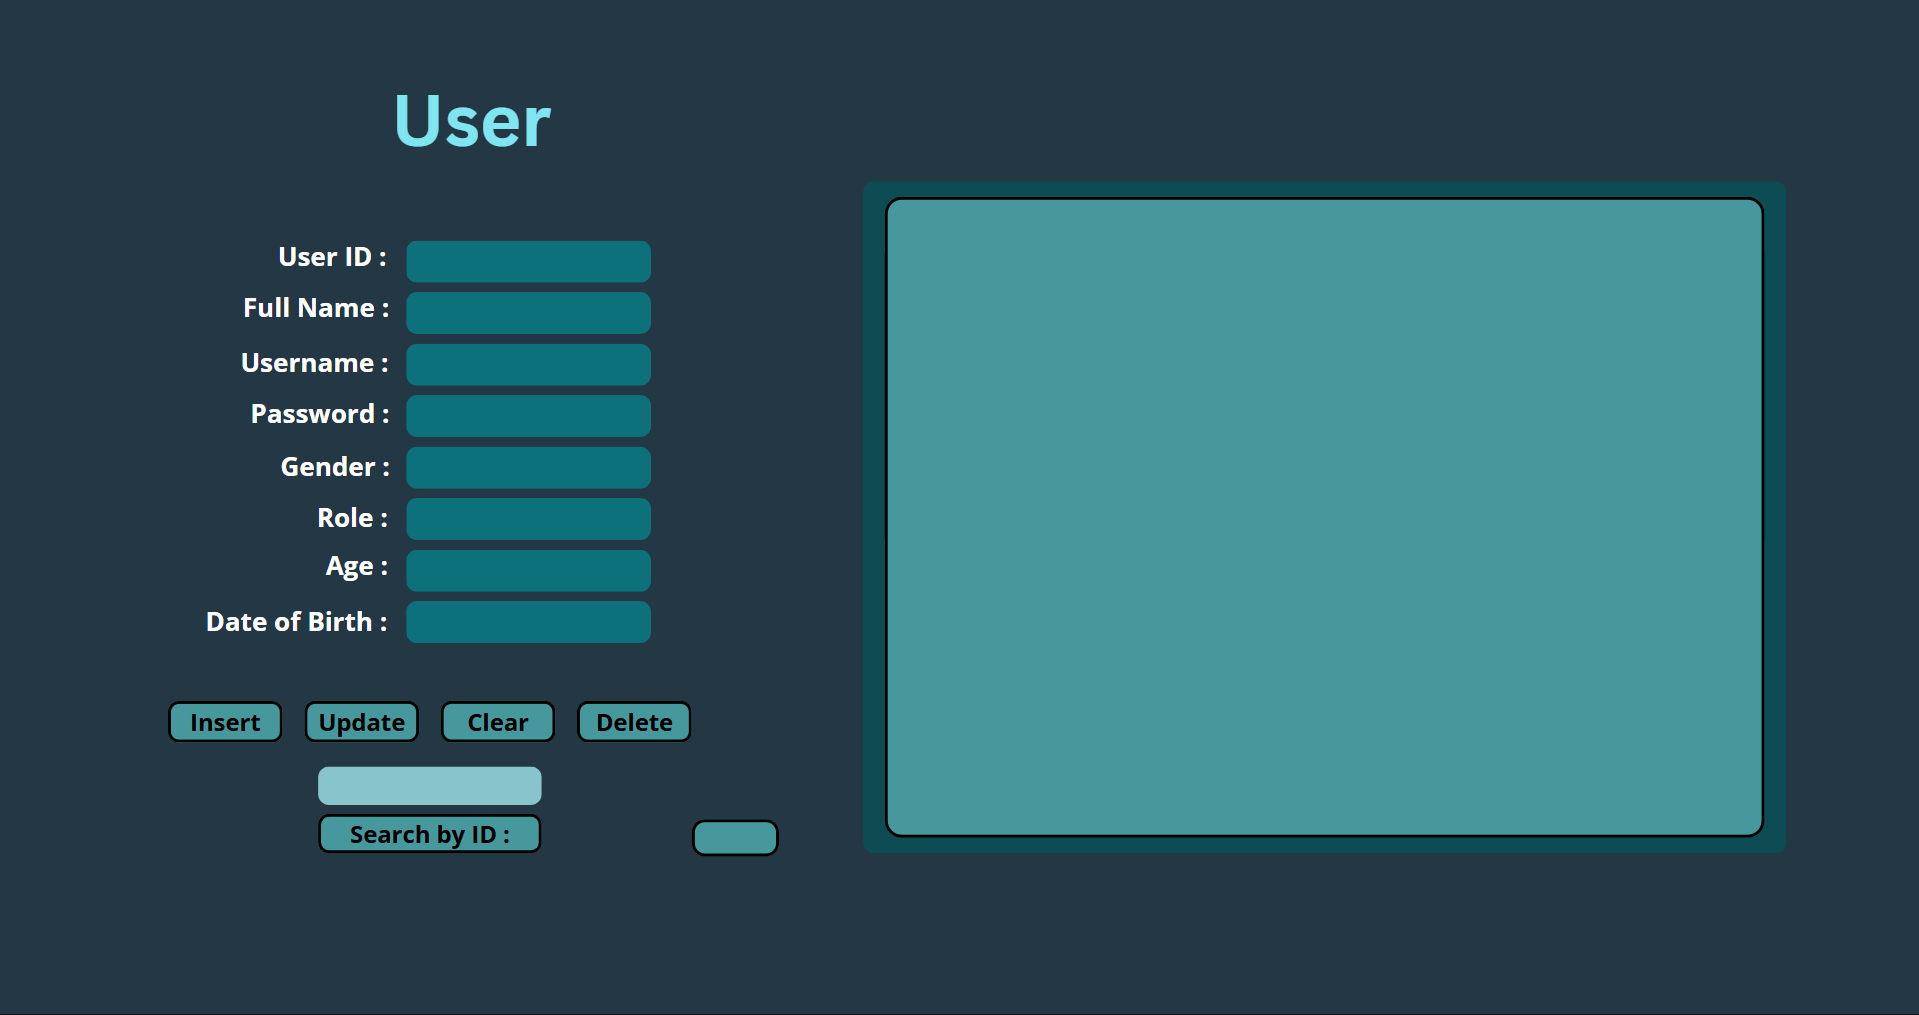 User
User ID :
Full Name :
Username :
Password :
Gender :
Role :
Age :
Date of Birth :
Insert Update Clear Delete
Search by ID :